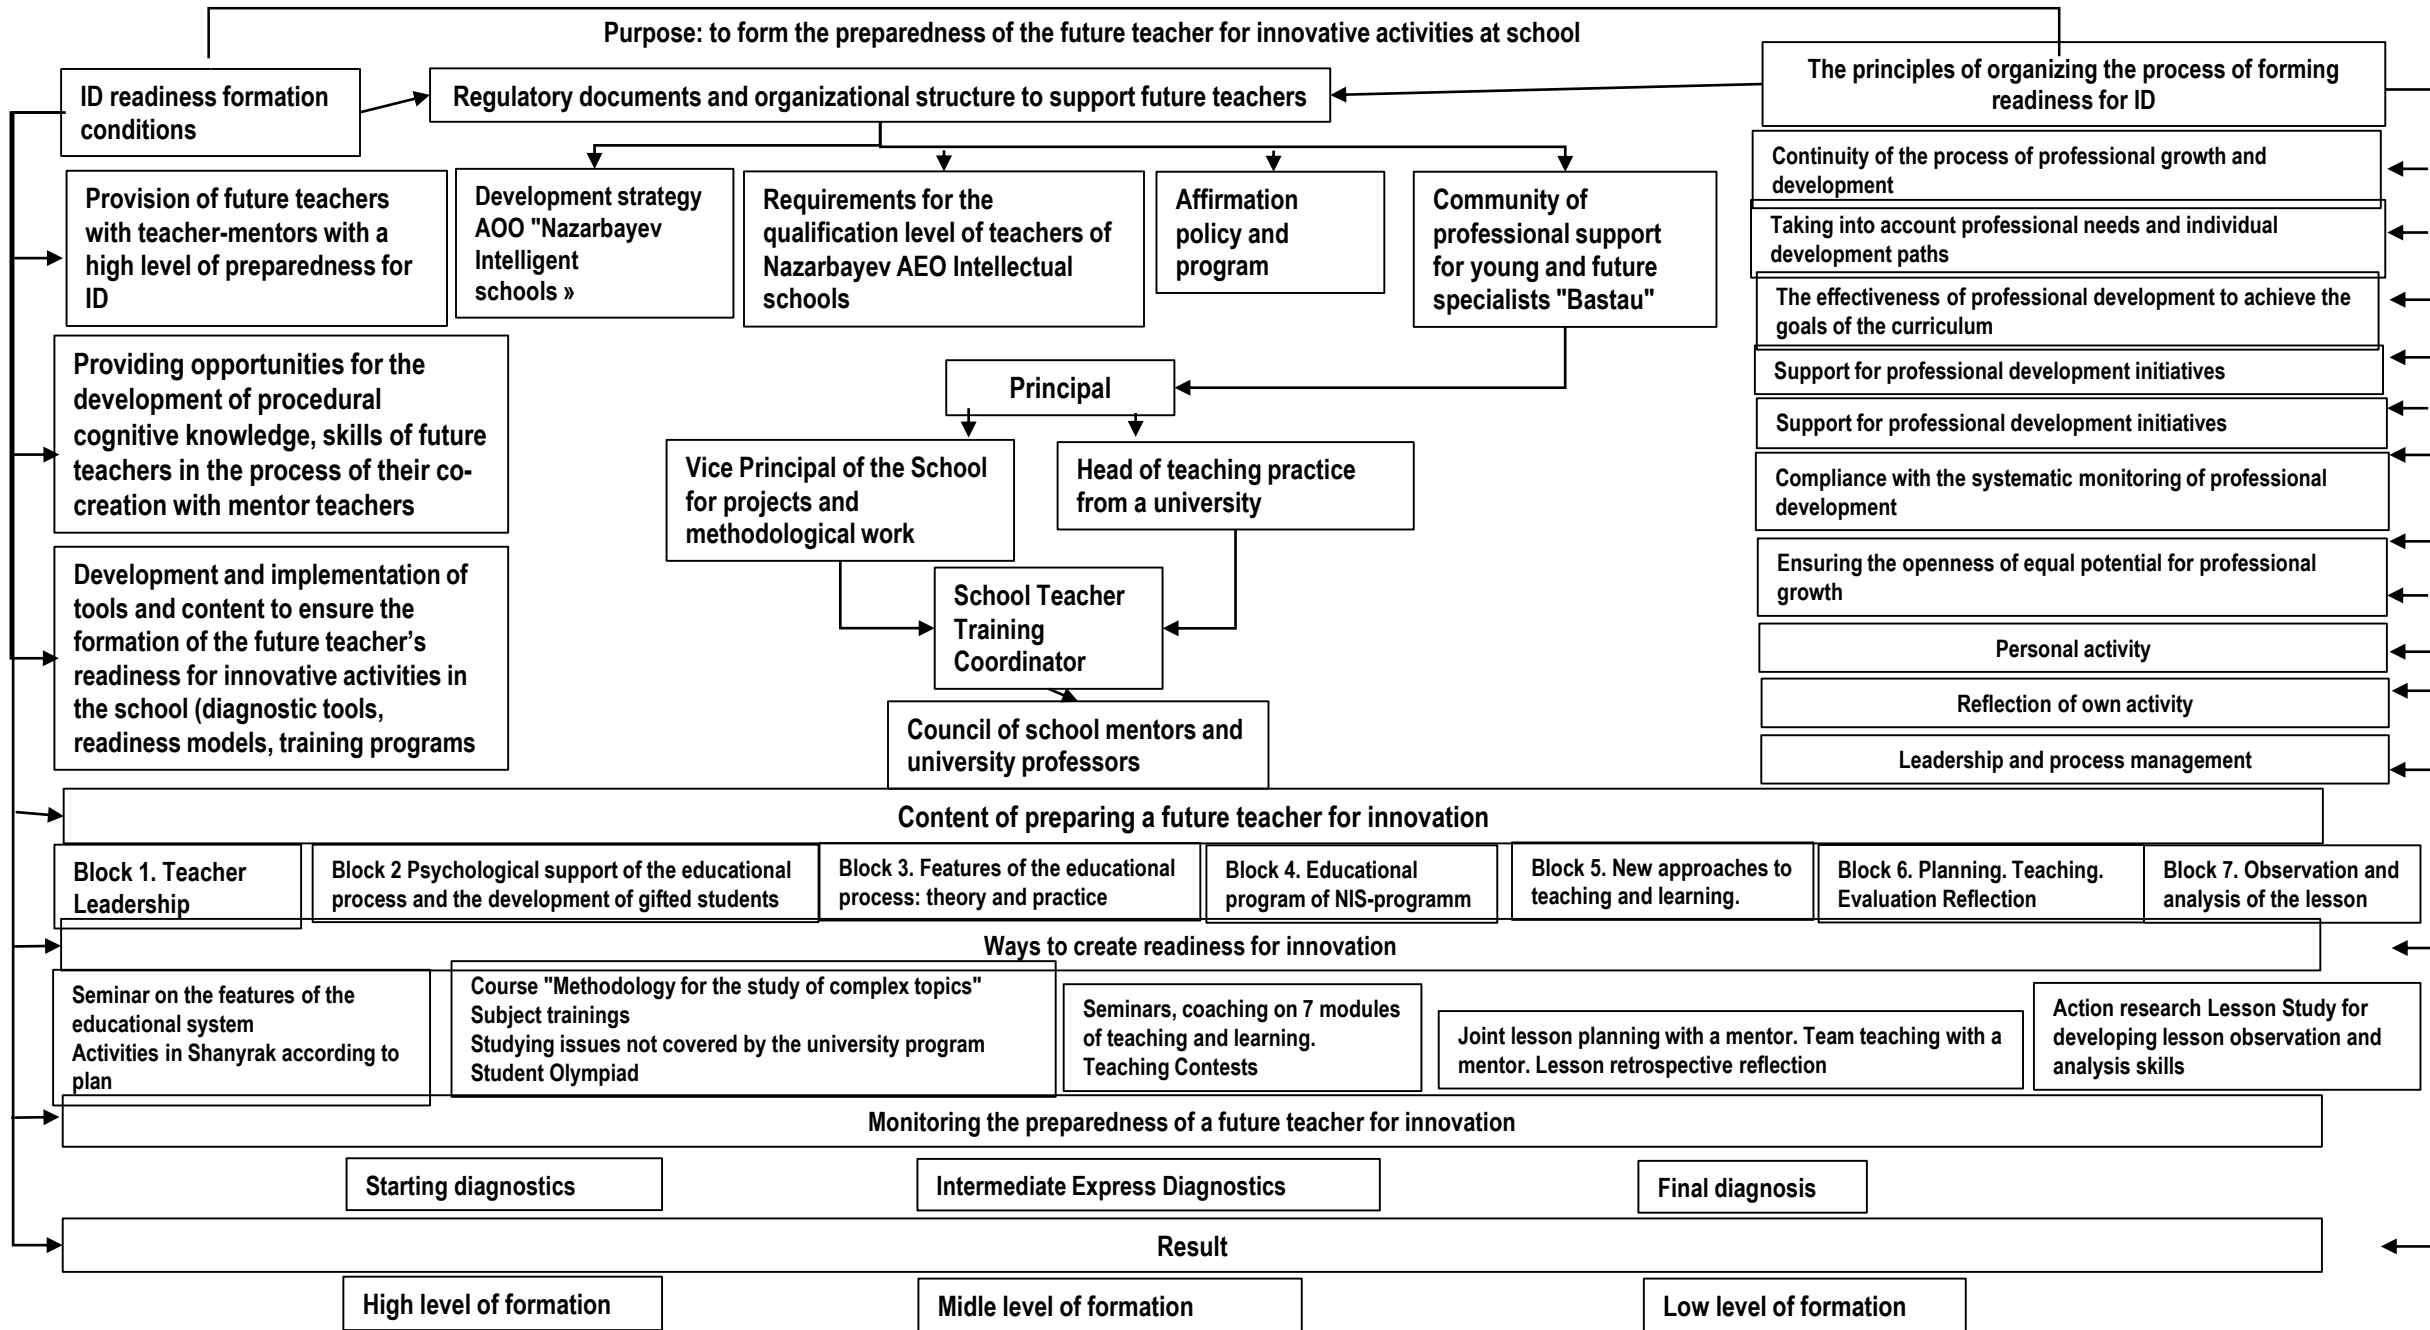 Purpose: to form the preparedness of the future teacher for innovative activities at school
ID readiness formation
conditions
Regulatory documents and organizational structure to support future teachers
The principles of organizing the process of forming
readiness for ID
Provision of future teachers
with teacher-mentors with a
high level of preparedness for
ID
Development strategy
AOO "Nazarbayev
Intelligent
schools »
Requirements for the
qualification level of teachers of
Nazarbayev AEO Intellectual
schools
Affirmation
policy and
program
Community of
professional support
for young and future
specialists "Bastau"
Continuity of the process of professional growth and
development
Taking into account professional needs and individual
development paths
The effectiveness of professional development to achieve the
goals of the curriculum
Support for professional development initiatives
Support for professional development initiatives
Compliance with the systematic monitoring of professional
development
Ensuring the openness of equal potential for professional
growth
Personal activity
Reflection of own activity
Leadership and process management
Providing opportunities for the
development of procedural
cognitive knowledge, skills of future
teachers in the process of their co-
creation with mentor teachers
Development and implementation of
tools and content to ensure the
formation of the future teacher’s
readiness for innovative activities in
the school (diagnostic tools,
readiness models, training programs
Principal
Vice Principal of the School
for projects and
methodological work
Head of teaching practice
from a university
School Teacher
Training
Coordinator
Council of school mentors and
university professors
Content of preparing a future teacher for innovation
Block 1. Teacher
Leadership
Block 2 Psychological support of the educational
process and the development of gifted students
Block 3. Features of the educational
process: theory and practice
Block 4. Educational
program of NIS-programm
Block 5. New approaches to
teaching and learning.
Block 6. Planning. Teaching.
Evaluation Reflection
Block 7. Observation and
analysis of the lesson
Ways to create readiness for innovation
Seminar on the features of the
educational system
Activities in Shanyrak according to
plan
Course "Methodology for the study of complex topics"
Subject trainings
Studying issues not covered by the university program
Student Olympiad
Seminars, coaching on 7 modules
of teaching and learning.
Teaching Contests
Joint lesson planning with a mentor. Team teaching with a
mentor. Lesson retrospective reflection
Action research Lesson Study for
developing lesson observation and
analysis skills
Monitoring the preparedness of a future teacher for innovation
Starting diagnostics
Intermediate Express Diagnostics
Final diagnosis
Result
High level of formation
Midle level of formation
Low level of formation